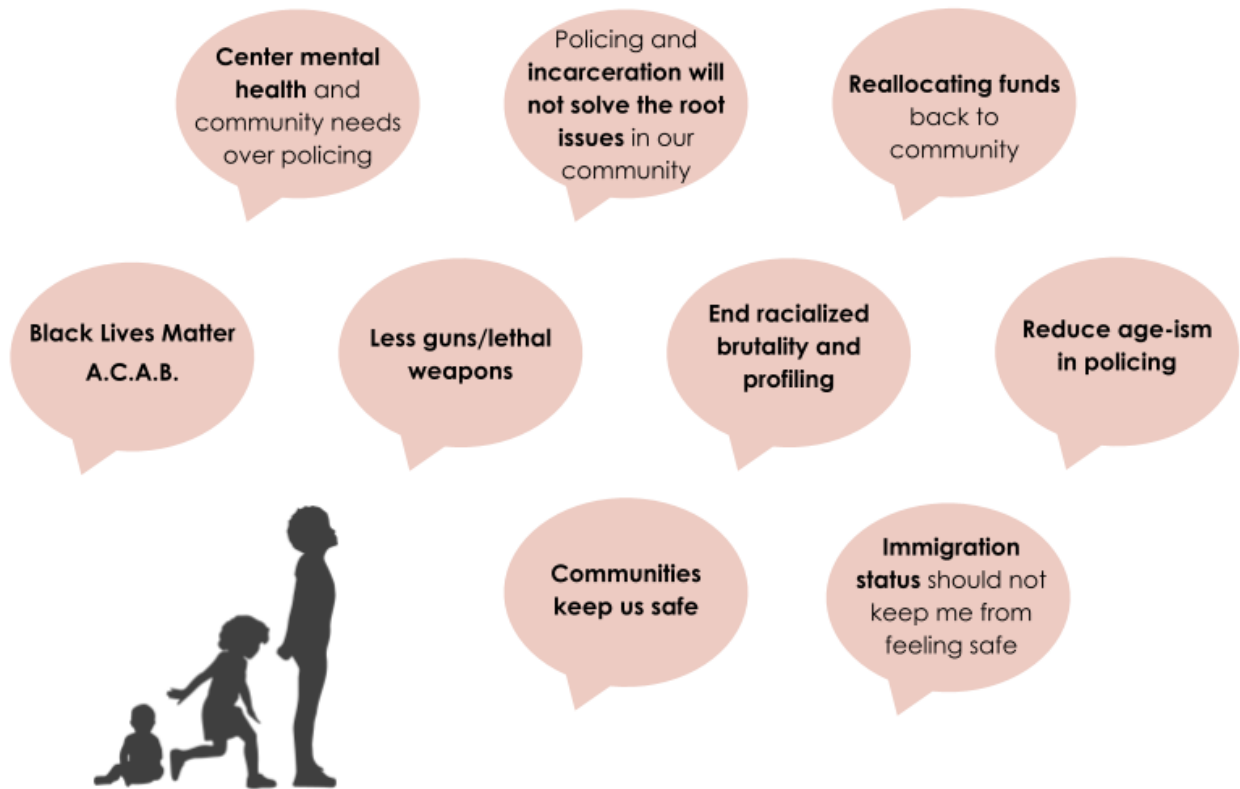 Center mental
health and
community needs
over policing
Policing and
incarceration will
not solve the root
issues in our
community
Reallocating funds
back to
community
Black Lives Matter
A.C.A.B.
Less guns/lethal
weapons
End racialized
brutality and
profiling
Reduce age-ism
in policing
Communities
keep us safe
Immigration
status should not
keep me from
feeling safe